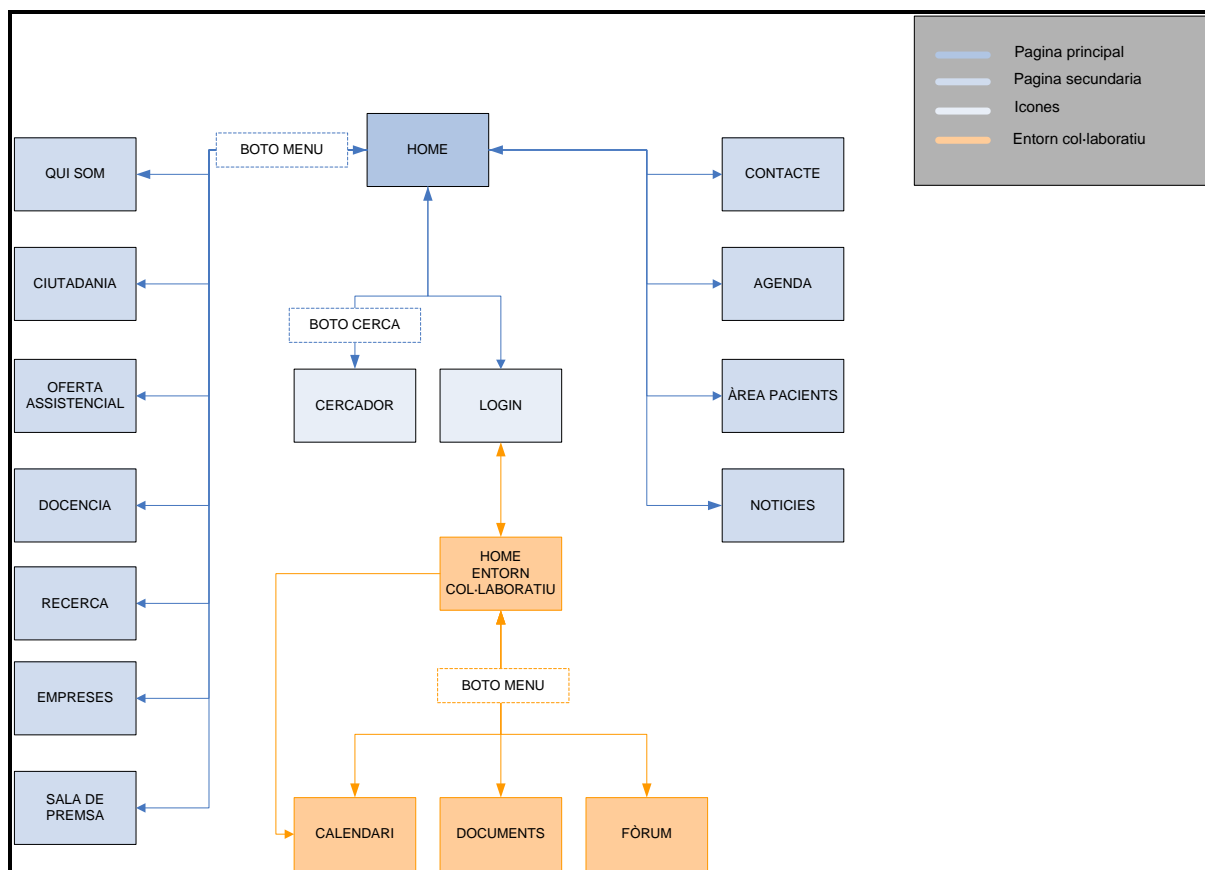 Pagina principal
Pagina secundaria
Icones
Entorn col·laboratiu
BOTO MENU
HOME
QUI SOM
CONTACTE
CIUTADANIA
AGENDA
BOTO CERCA
OFERTA
ASSISTENCIAL
CERCADOR
LOGIN
ÀREA PACIENTS
DOCENCIA
NOTICIES
HOME
ENTORN
COL·LABORATIU
RECERCA
EMPRESES
BOTO MENU
SALA DE
PREMSA
CALENDARI
DOCUMENTS
FÒRUM